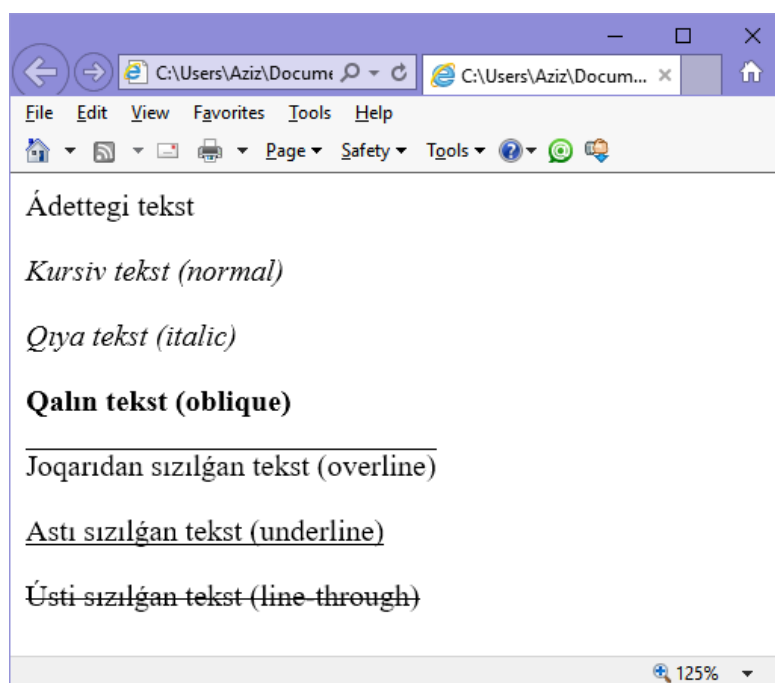 C:\Users\Aziz\Docume
C:\Users\Aziz\Docum...
File Edit View Favorites Tools Help
Page Safety Tools
Ádettegi tekst
Kursiv tekst (normal)
Qıya tekst (italic)
Qalın tekst (oblique)
Joqarıdan sızılǵan tekst (overline)
Astı sızılǵan tekst (underline)
Ústi sızılǵan tekst (line-through)
125%